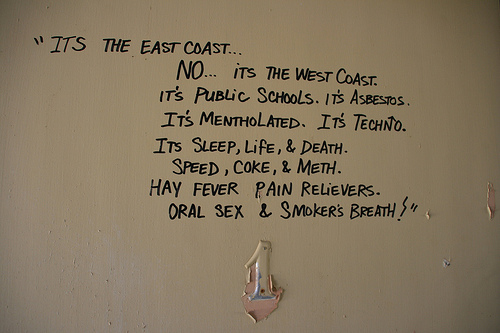 "ITS THE EAST COAST...
NO... ITS THE WEST COAST.
IT'S PUBLIC SCHOOLS. IT'S ASBESTOS.
IT'S MENTHOLATED. IT'S TECHNO.
ITS SLEEP, LIFE, & DEATH.
SPEED, COKE, & METH.
HAY FEVER PAIN RELIEVERS.
ORAL SEX & SMOKER'S BREATH!"
1